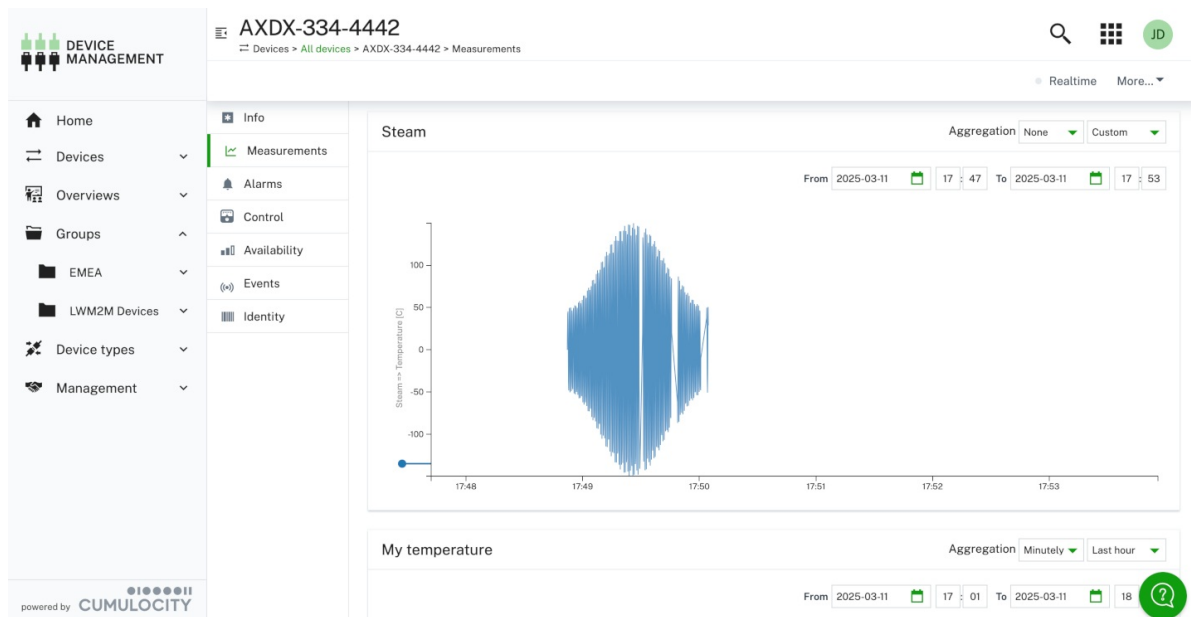 DEVICE
MANAGEMENT
AXDX-334-4442
Devices > All devices > AXDX-334-4442 > Measurements
JD
Realtime More...
Home
Devices
Overviews
Groups
EMEA
LWM2M Devices
Device types
Management
powered by CUMULOCITY
Info
Measurements
Alarms
Control
Availability
Events
Identity
Steam
Aggregation None Custom
From 2025-03-11 17 : 47 To 2025-03-11 17 : 53
Steam => Temperature [C]
100
50
0
-50
-100
17:48 17:49 17:50 17:51 17:52 17:53
My temperature
Aggregation Minutely Last hour
From 2025-03-11 17 : 01 To 2025-03-11 18